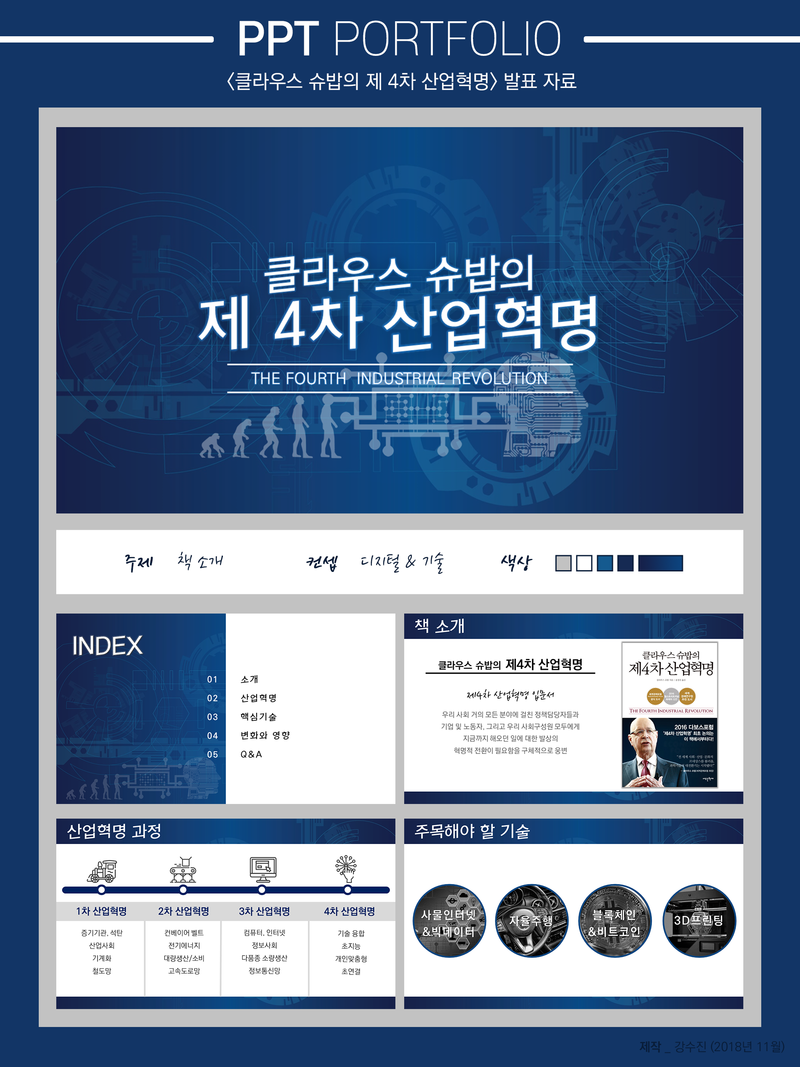 PPT PORTFOLIO
<클라우스 슈밥의 제 4차 산업혁명> 발표 자료
클라우스 슈밥의
제 4차 산업혁명
THE FOURTH INDUSTRIAL REVOLUTION
주제 책 소개 컨셉 디지털 & 기술 색상
INDEX
01 소개
02 산업혁명
03 핵심기술
04 변화와 영향
05 Q&A
책 소개
클라우스 슈밥의 제4차 산업혁명
제4차 산업혁명 입문서
우리 사회 거의 모든 분야에 걸친 정책담당자들과
기업 및 노동자, 그리고 우리 사회구성원 모두에게
지금까지 해오던 일에 대한 발상의
혁명적 전환이 필요함을 구체적으로 웅변
클라우스 슈밥의
제4차 산업혁명
THE FOURTH INDUSTRIAL REVOLUTION
2016 다보스포럼
'제4차 산업혁명' 최초 논의는
이 책에서부터다!
산업혁명 과정
1차 산업혁명 2차 산업혁명 3차 산업혁명 4차 산업혁명
증기기관, 석탄 컨베이어 벨트 컴퓨터, 인터넷 기술 융합
산업사회 전기에너지 정보사회 초지능
기계화 대량생산/소비 다품종 소량생산 개인맞춤형
철도망 고속도로망 정보통신망 초연결
주목해야 할 기술
사물인터넷
&빅데이터
자율주행
블록체인
&비트코인
3D프린팅
제작 _ 강수진 (2018년 11월)